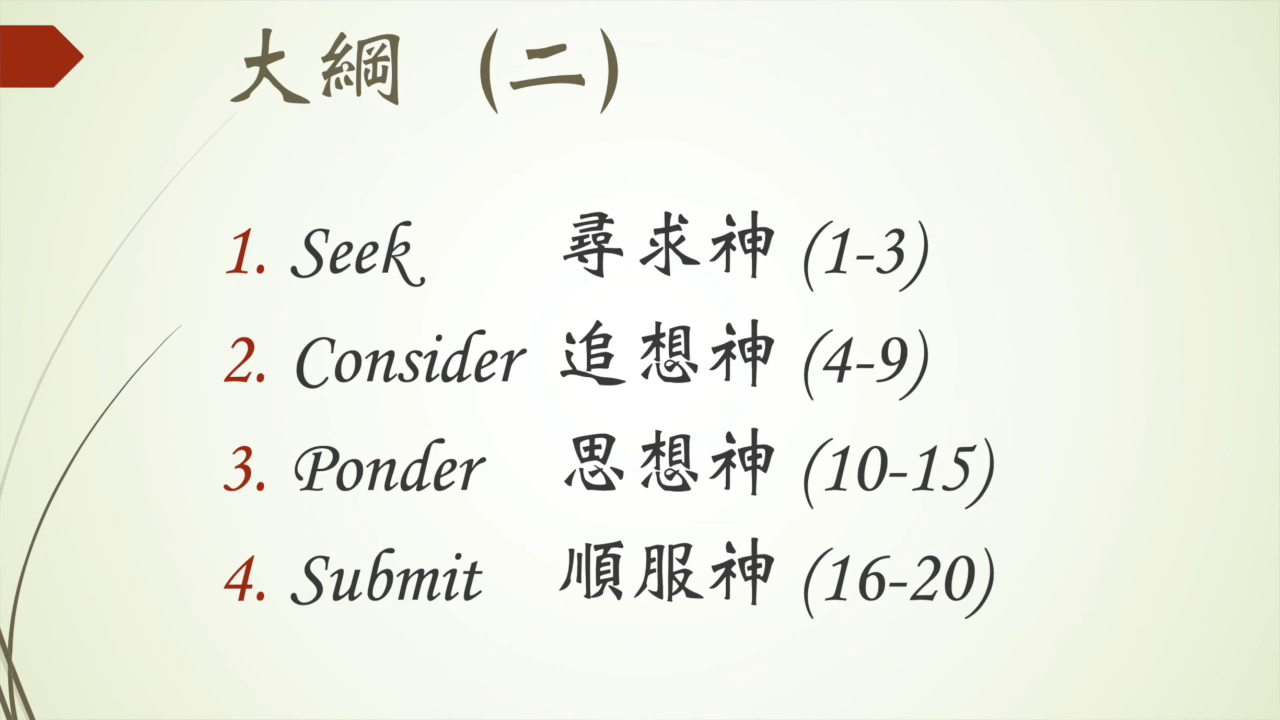 大綱 (二)
1. Seek 尋求神 (1-3)
2. Consider 追想神 (4-9)
3. Ponder 思想神 (10-15)
4. Submit 順服神 (16-20)